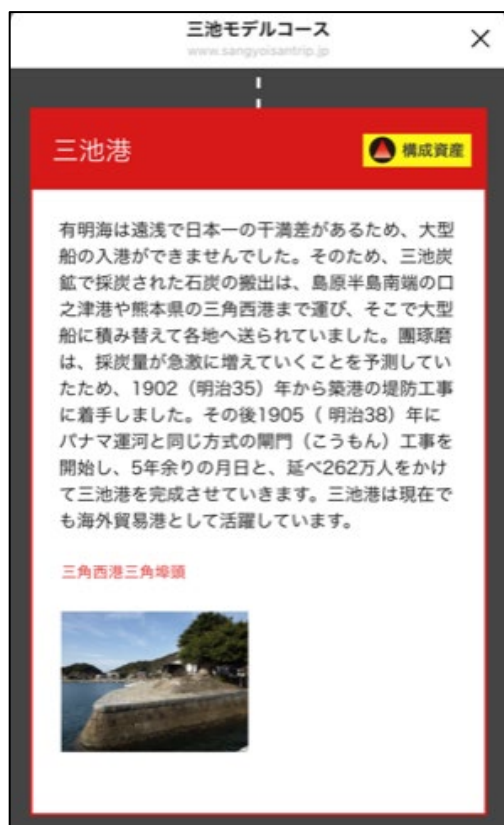 三池モデルコース
www.sangyoisantrip.jp
三池港
構成資産
有明海は遠浅で日本一の干満差があるため、大型
船の入港ができませんでした。そのため、三池炭
鉱で採炭された石炭の搬出は、島原半島南端の口
之津港や熊本県の三角西港まで運び、そこで大型
船に積み替えて各地へ送られていました。團琢磨
は、採炭量が急激に増えていくことを予測してい
たため、1902（明治35）年から築港の堤防工事
に着手しました。その後1905（ 明治38）年に
パナマ運河と同じ方式の閘門（こうもん）工事を
開始し、5年余りの月日と、延べ262万人をかけ
て三池港を完成させていきます。三池港は現在で
も海外貿易港として活躍しています。
三角西港三角埠頭